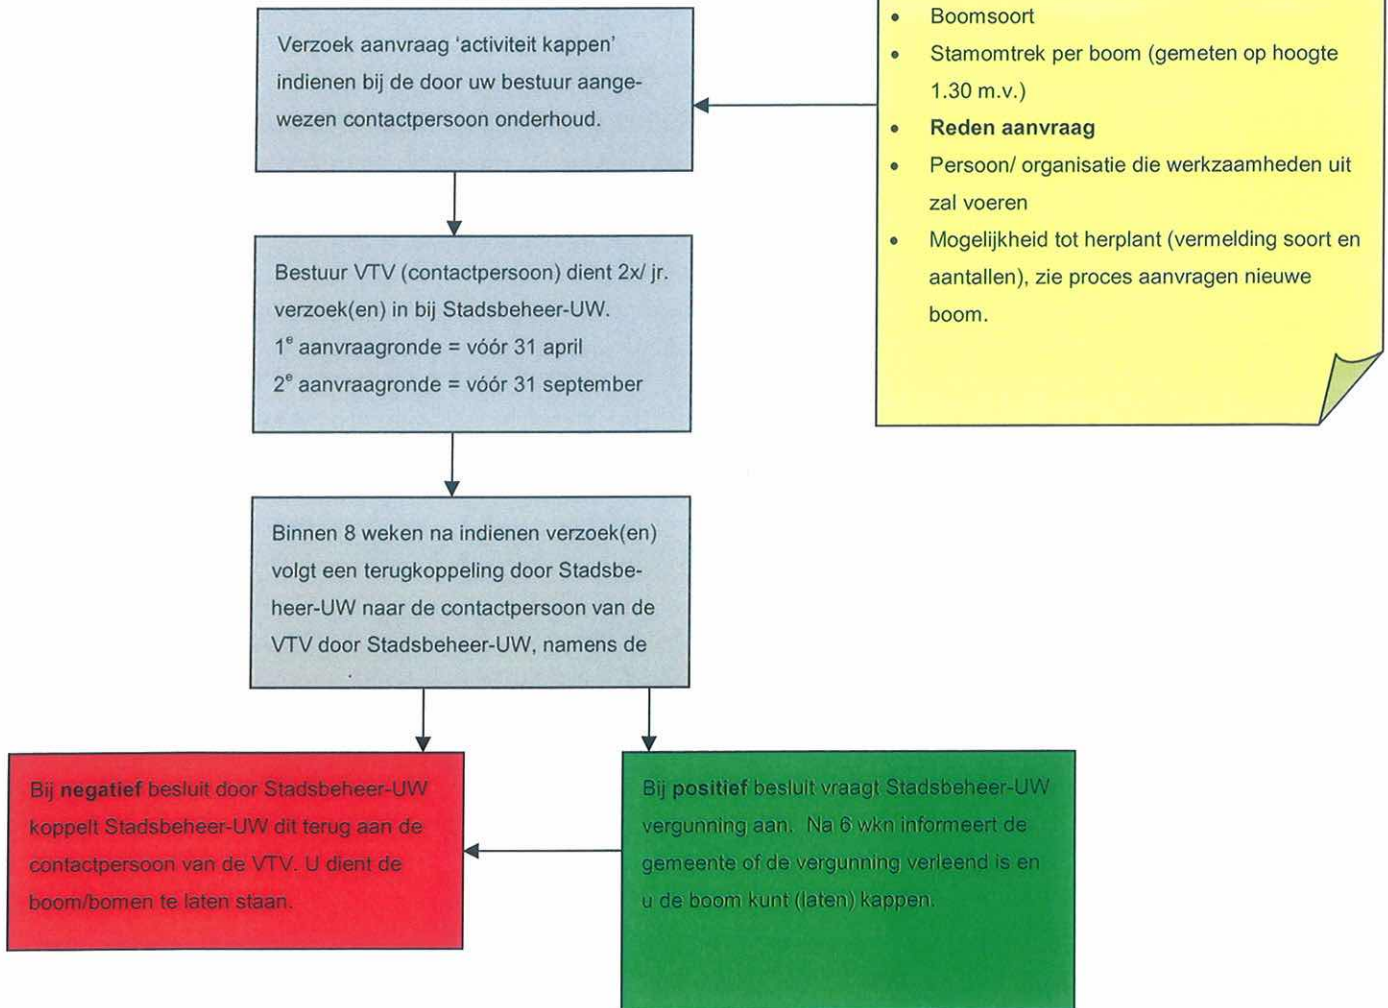 Verzoek aanvraag ‘activiteit kappen’
indienen bij de door uw bestuur aange-
wezen contactpersoon onderhoud.
• Boomsoort
• Stamomtrek per boom (gemeten op hoogte
1.30 m.v.)
• Reden aanvraag
• Persoon/ organisatie die werkzaamheden uit
zal voeren
• Mogelijkheid tot herplant (vermelding soort en
aantallen), zie proces aanvragen nieuwe
boom.
Bestuur VTV (contactpersoon) dient 2x/ jr.
verzoek(en) in bij Stadsbeheer-UW.
1e aanvraagronde = vóór 31 april
2e aanvraagronde = vóór 31 september
Binnen 8 weken na indienen verzoek(en)
volgt een terugkoppeling door Stadsbe-
heer-UW naar de contactpersoon van de
VTV door Stadsbeheer-UW, namens de
Bij negatief besluit door Stadsbeheer-UW
koppelt Stadsbeheer-UW dit terug aan de
contactpersoon van de VTV. U dient de
boom/bomen te laten staan.
Bij positief besluit vraagt Stadsbeheer-UW
vergunning aan. Na 6 wkn informeert de
gemeente of de vergunning verleend is en
u de boom kunt (laten) kappen.